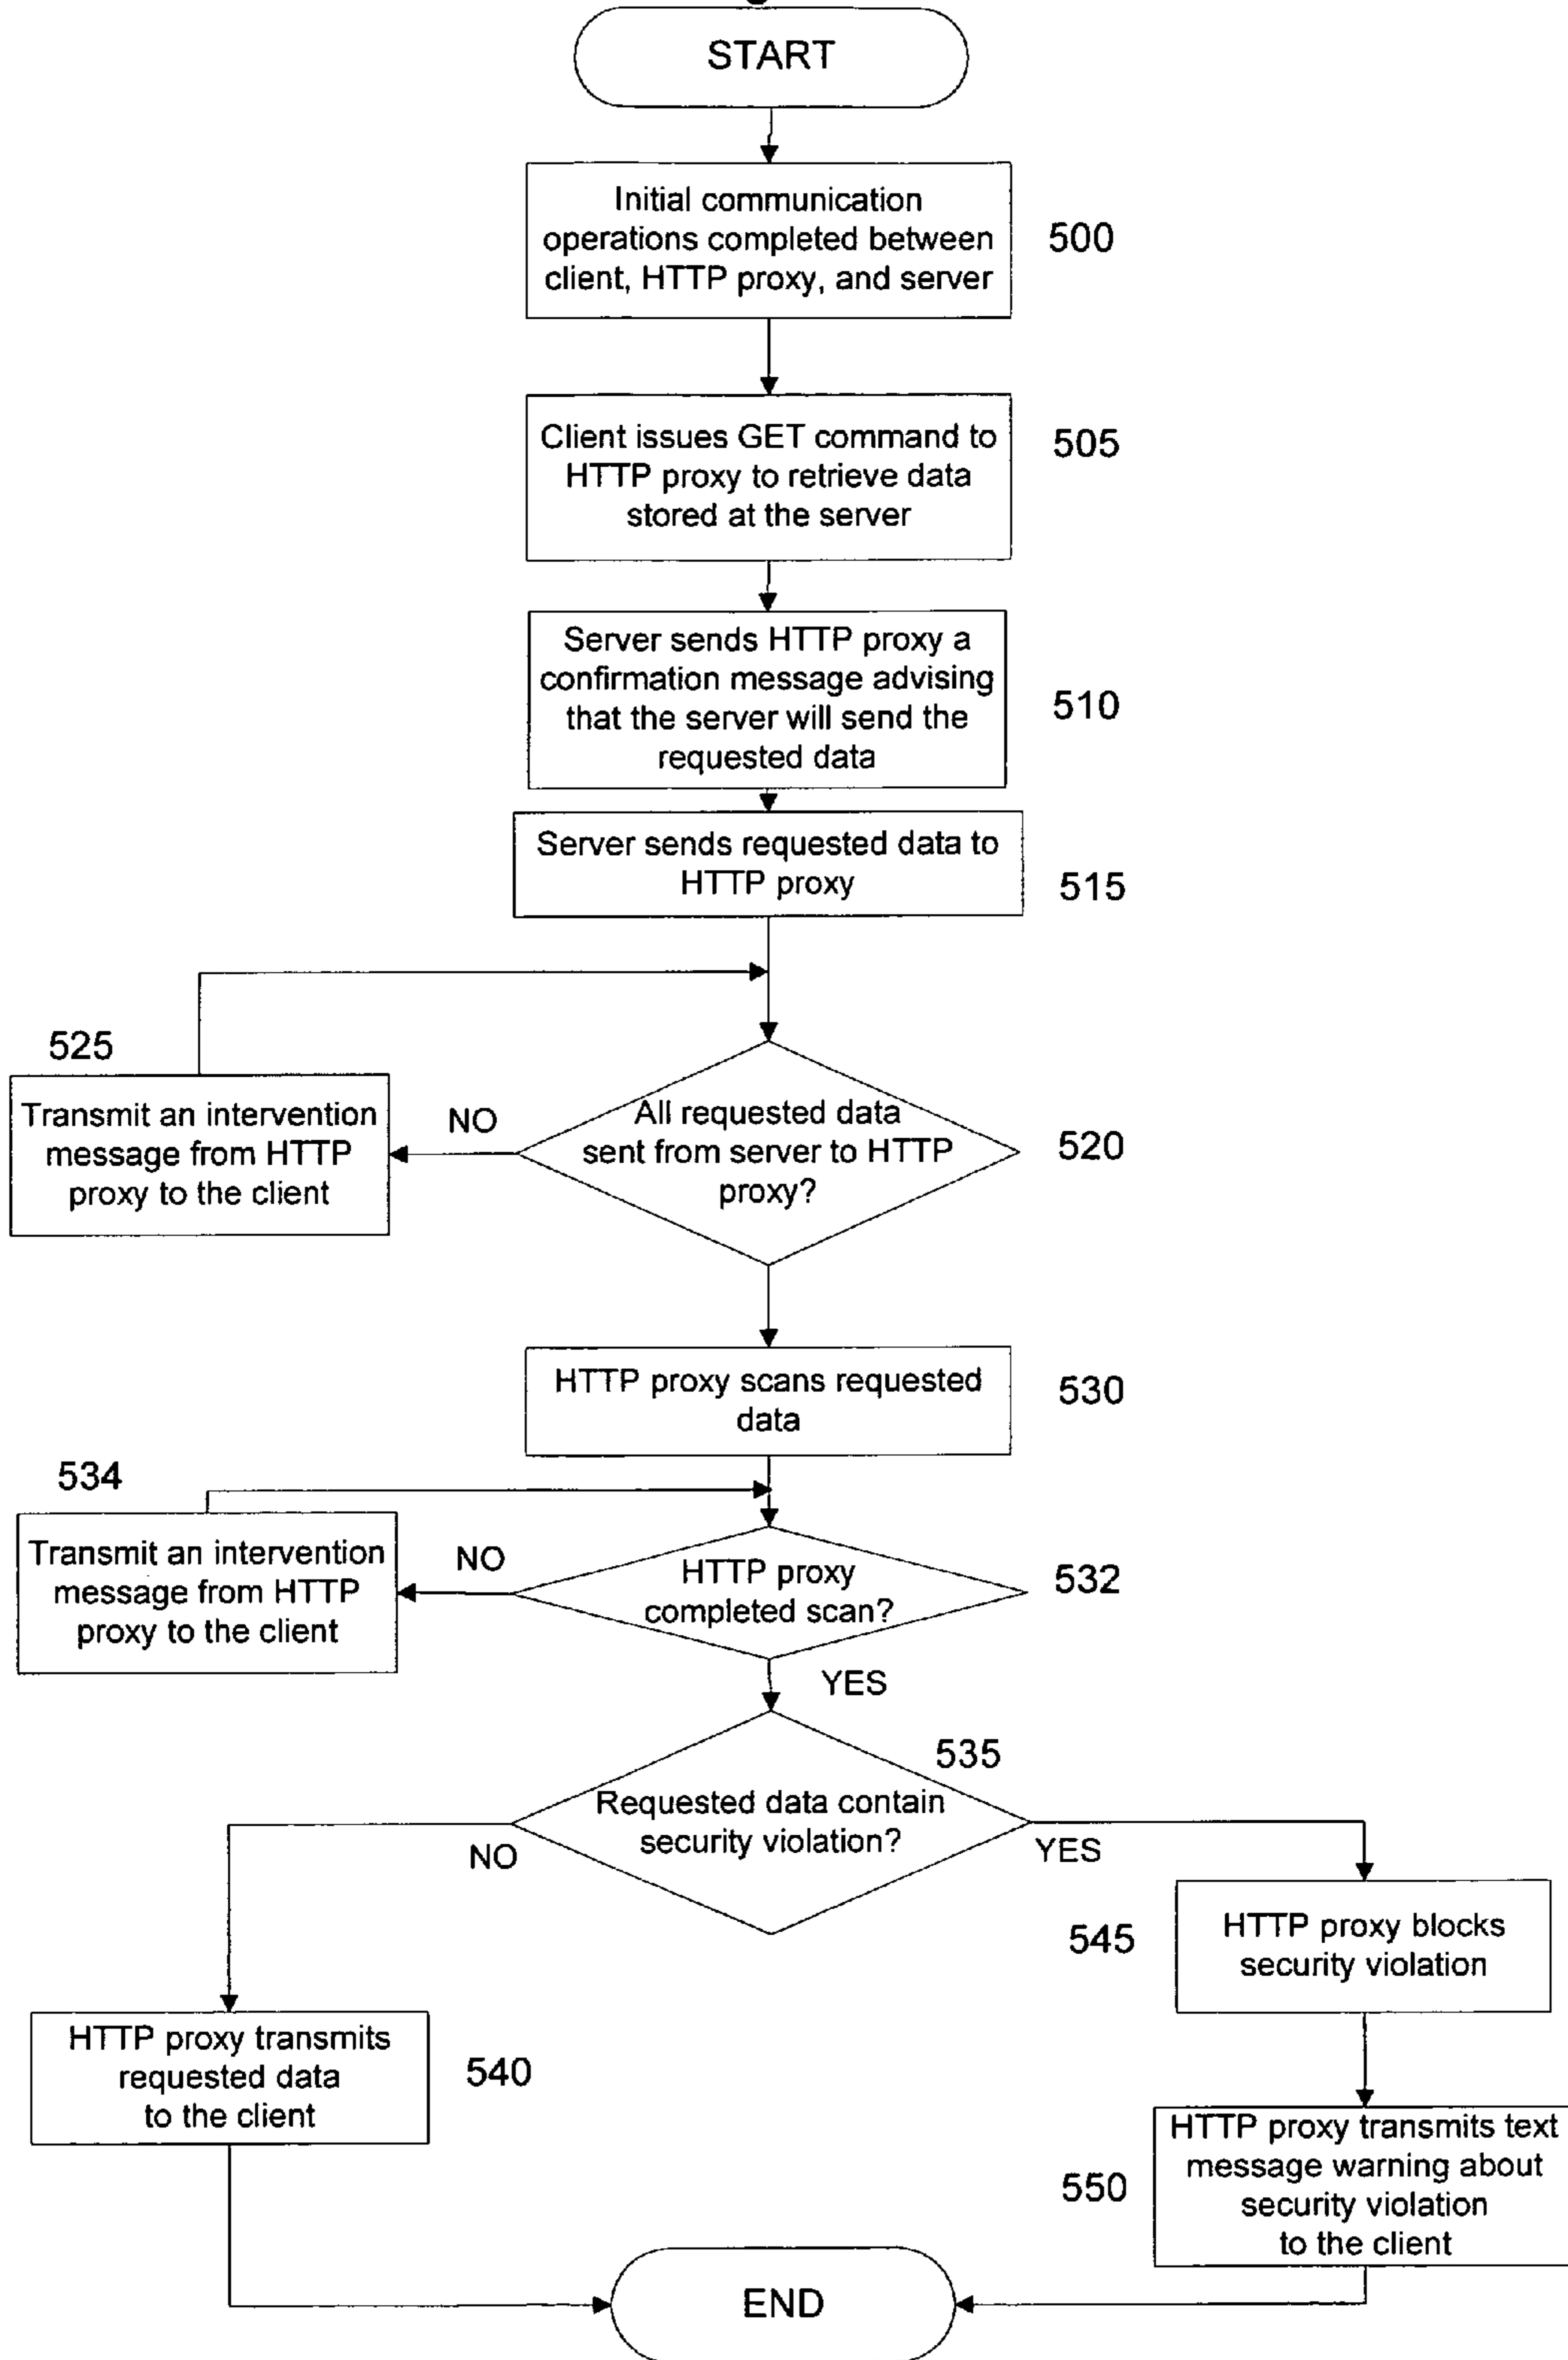 START
Initial communication
operations completed between
client, HTTP proxy, and server
500
Client issues GET command to
HTTP proxy to retrieve data
stored at the server
505
Server sends HTTP proxy a
confirmation message advising
that the server will send the
requested data
510
Server sends requested data to
HTTP proxy
515
525
Transmit an intervention
message from HTTP
proxy to the client
NO
All requested data
sent from server to HTTP
proxy?
520
HTTP proxy scans requested
data
530
534
Transmit an intervention
message from HTTP
proxy to the client
NO
HTTP proxy
completed scan?
532
YES
535
Requested data contain
security violation?
NO
YES
545
HTTP proxy blocks
security violation
HTTP proxy transmits
requested data
to the client
540
550
HTTP proxy transmits text
message warning about
security violation
to the client
END